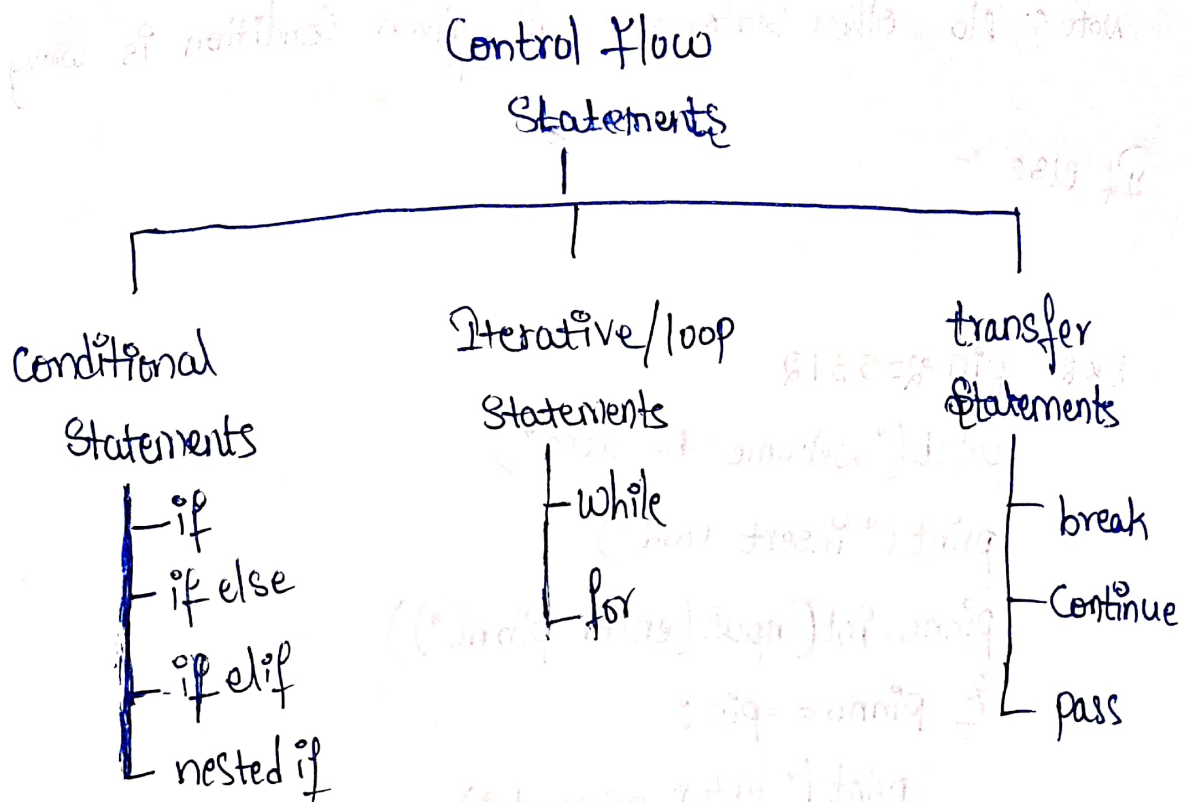 Control flow
Statements
Conditional
Statements
if
if else
if elif
nested if
Iterative/loop
Statements
while
for
transfer
Statements
break
Continue
pass